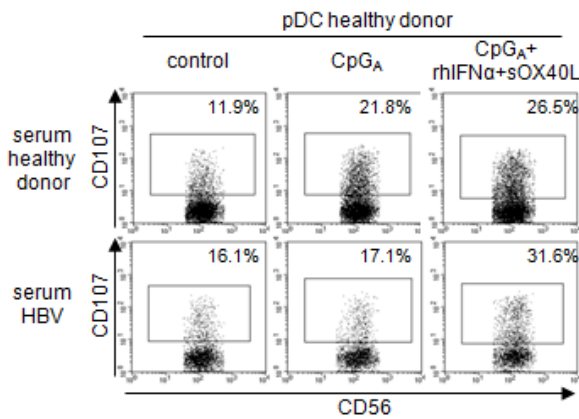 pDC healthy donor
control
CpGA
CpGA+
rhIFNα+sOX40L
serum
healthy
donor
CD107
11.9%
21.8%
26.5%
serum
HBV
CD107
16.1%
17.1%
31.6%
CD56